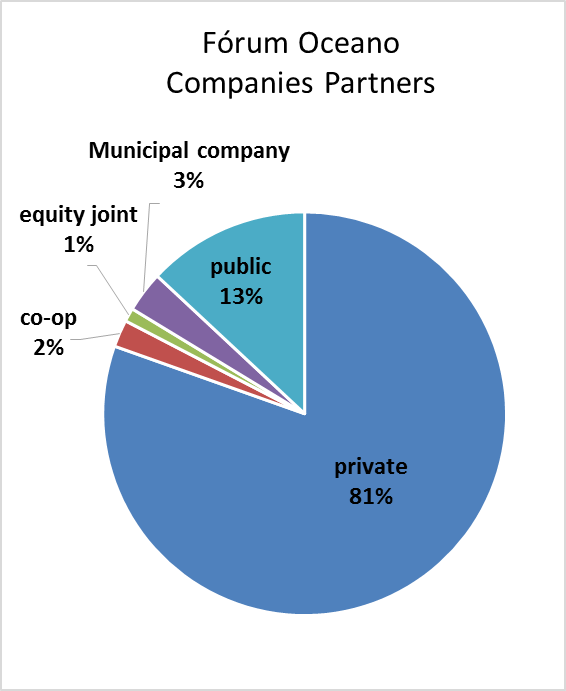 Fórum Oceano
Companies Partners
Municipal company
3%
equity joint
1%
co-op
2%
public
13%
private
81%